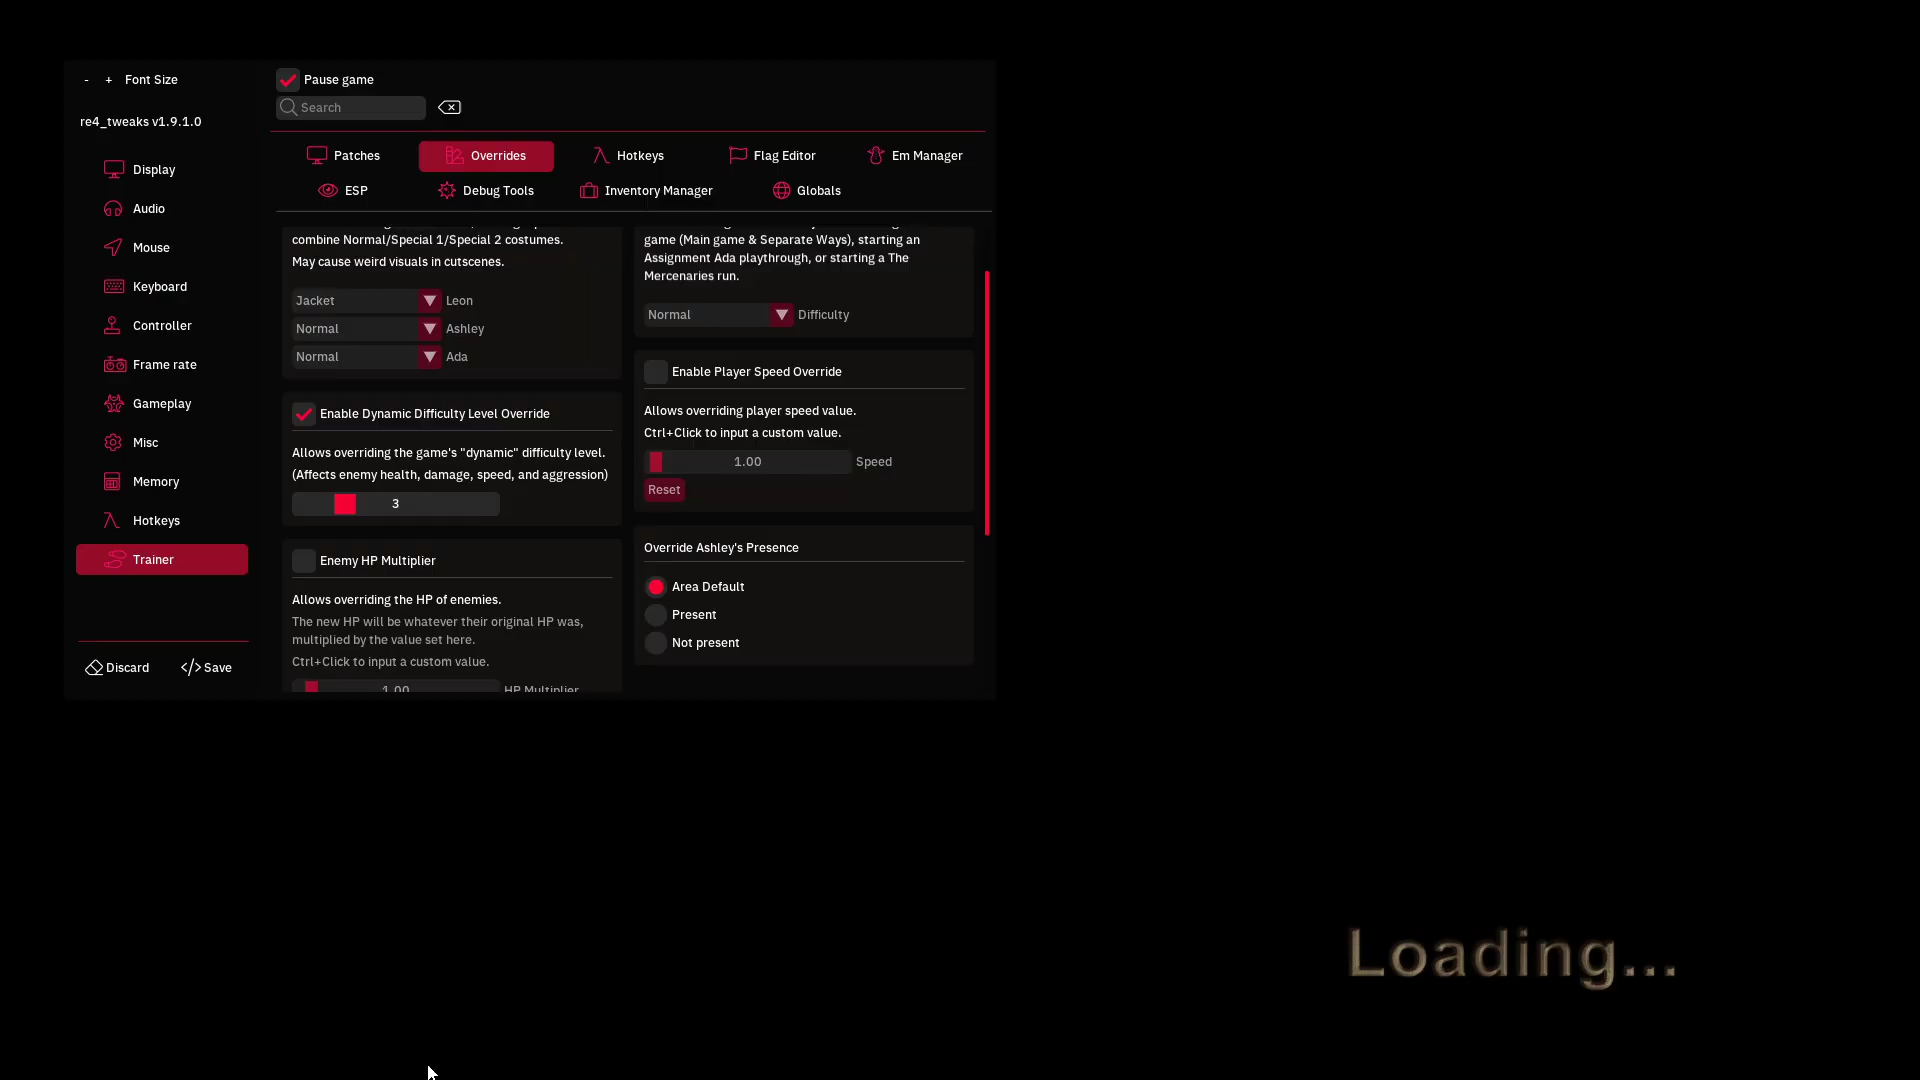 - + Font Size
re4_tweaks v1.9.1.0
Display
Audio
Mouse
Keyboard
Controller
Frame rate
Gameplay
Misc
Memory
Hotkeys
Trainer
Discard
</> Save
Pause game
Search
Patches
Overrides
Hotkeys
Flag Editor
Em Manager
ESP
Debug Tools
Inventory Manager
Globals
combine Normal/Special 1/Special 2 costumes.
May cause weird visuals in cutscenes.
Jacket Leon
Normal Ashley
Normal Ada
Enable Dynamic Difficulty Level Override
Allows overriding the game's "dynamic" difficulty level.
(Affects enemy health, damage, speed, and aggression)
3
Enemy HP Multiplier
Allows overriding the HP of enemies.
The new HP will be whatever their original HP was,
multiplied by the value set here.
Ctrl+Click to input a custom value.
1.00 HP Multiplier
game (Main game & Separate Ways), starting an
Assignment Ada playthrough, or starting a The
Mercenaries run.
Normal Difficulty
Enable Player Speed Override
Allows overriding player speed value.
Ctrl+Click to input a custom value.
1.00 Speed
Reset
Override Ashley's Presence
Area Default
Present
Not present
Loading...